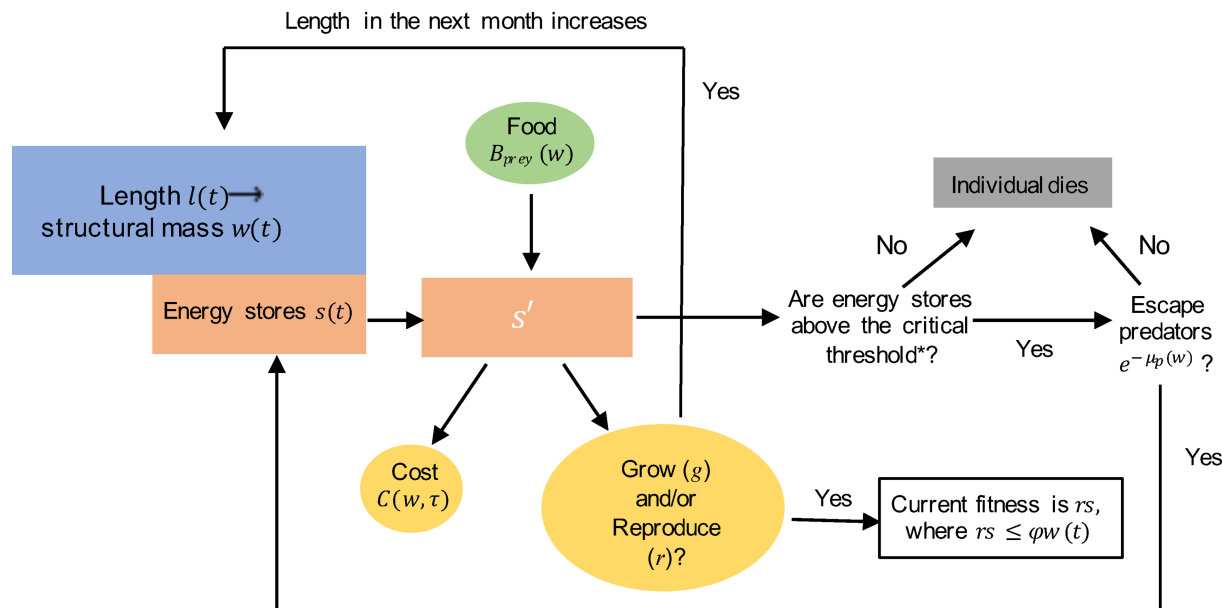 Length in the next month increases
Yes
Food
B_{prey} (w)
Length l(t)→
structural mass w(t)
Individual dies
No
No
Energy stores s(t)
s′
Are energy stores
above the critical
threshold*?
Yes
Escape
predators
e^{−μ_p(w)} ?
Cost
C(w, τ)
Grow (g)
and/or
Reproduce
(r)?
Yes
Current fitness is rs,
where rs ≤ φw(t)
Yes